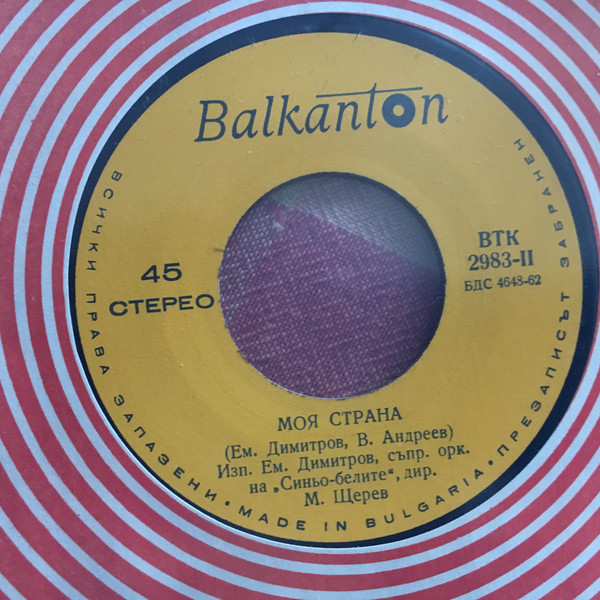 Balkanton
45
СТЕРЕО
ВТК
2983-II
БДС 4648-62
МОЯ СТРАНА
(Ем. Димитров, В. Андреев)
Изп. Ем. Димитров, съпр. орк.
на „Синьо-белите“, дир.
М. Щерев
ВСИЧКИ ПРАВА ЗАПАЗЕНИ • MADE IN BULGARIA • ПРЕЗАПИСЪТ ЗАБРАНЕН